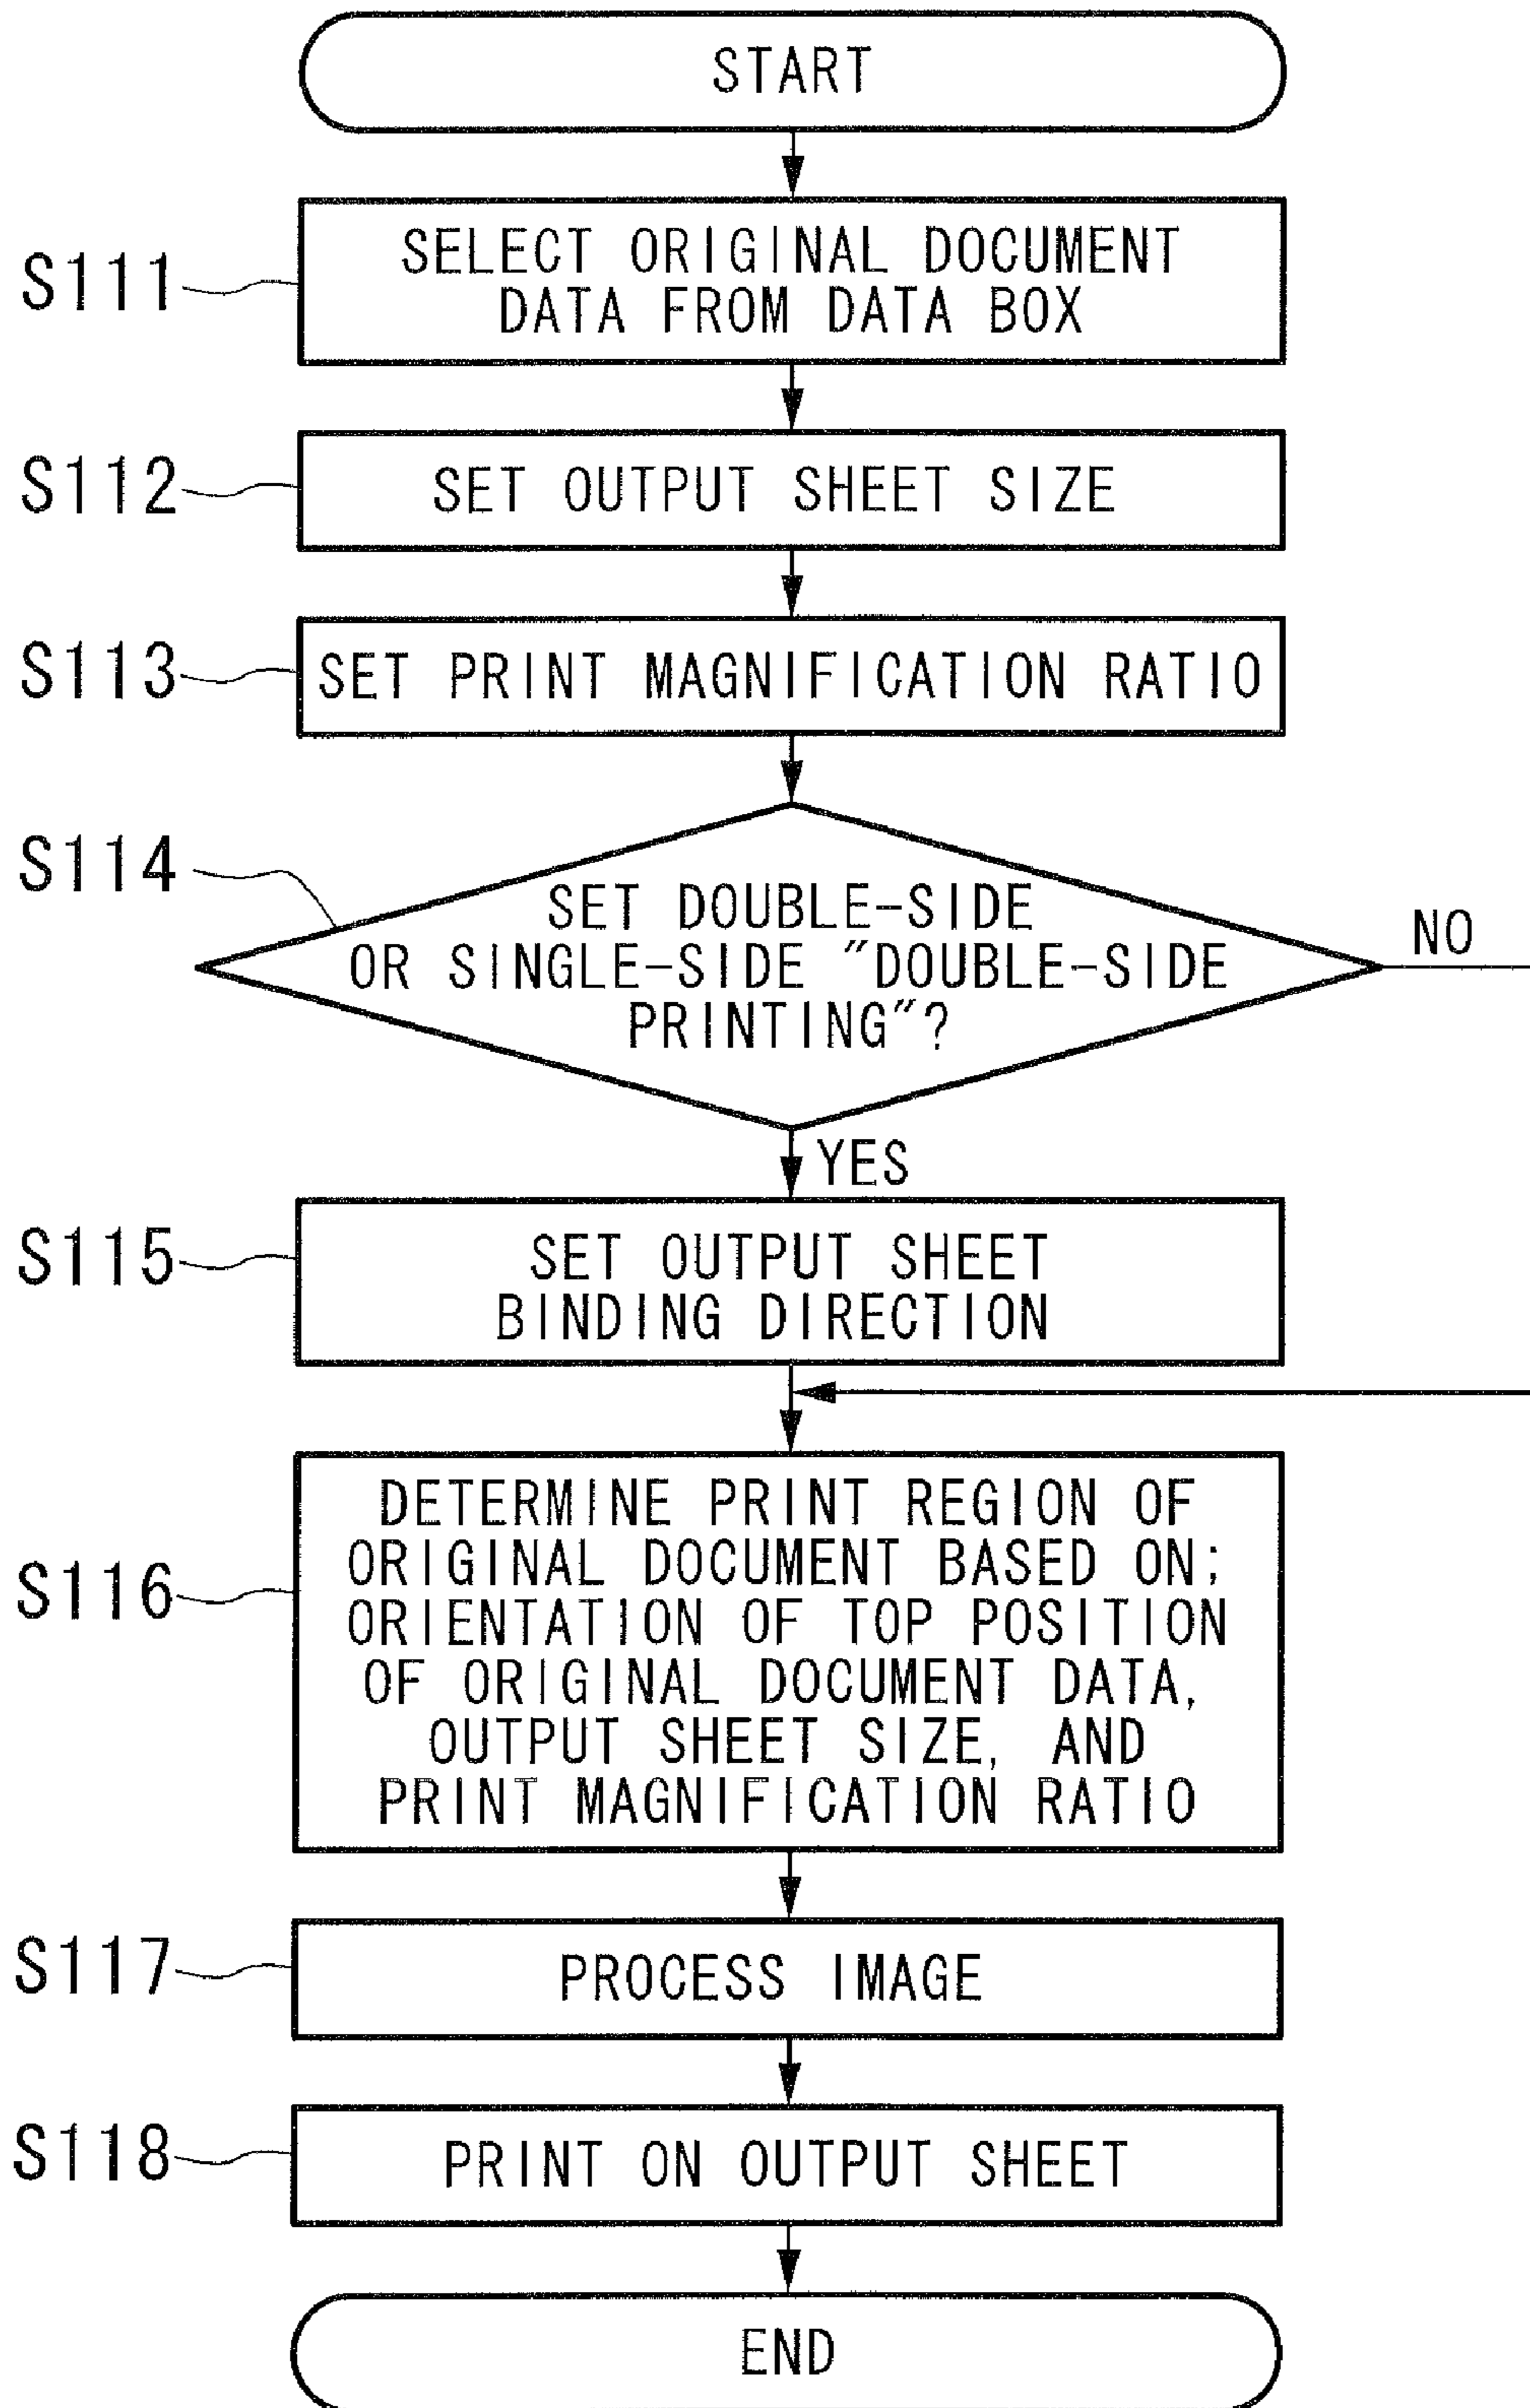 START
S111
SELECT ORIGINAL DOCUMENT
DATA FROM DATA BOX
S112
SET OUTPUT SHEET SIZE
S113
SET PRINT MAGNIFICATION RATIO
S114
SET DOUBLE-SIDE
OR SINGLE-SIDE "DOUBLE-SIDE
PRINTING"?
NO
YES
S115
SET OUTPUT SHEET
BINDING DIRECTION
S116
DETERMINE PRINT REGION OF
ORIGINAL DOCUMENT BASED ON;
ORIENTATION OF TOP POSITION
OF ORIGINAL DOCUMENT DATA,
OUTPUT SHEET SIZE, AND
PRINT MAGNIFICATION RATIO
S117
PROCESS IMAGE
S118
PRINT ON OUTPUT SHEET
END